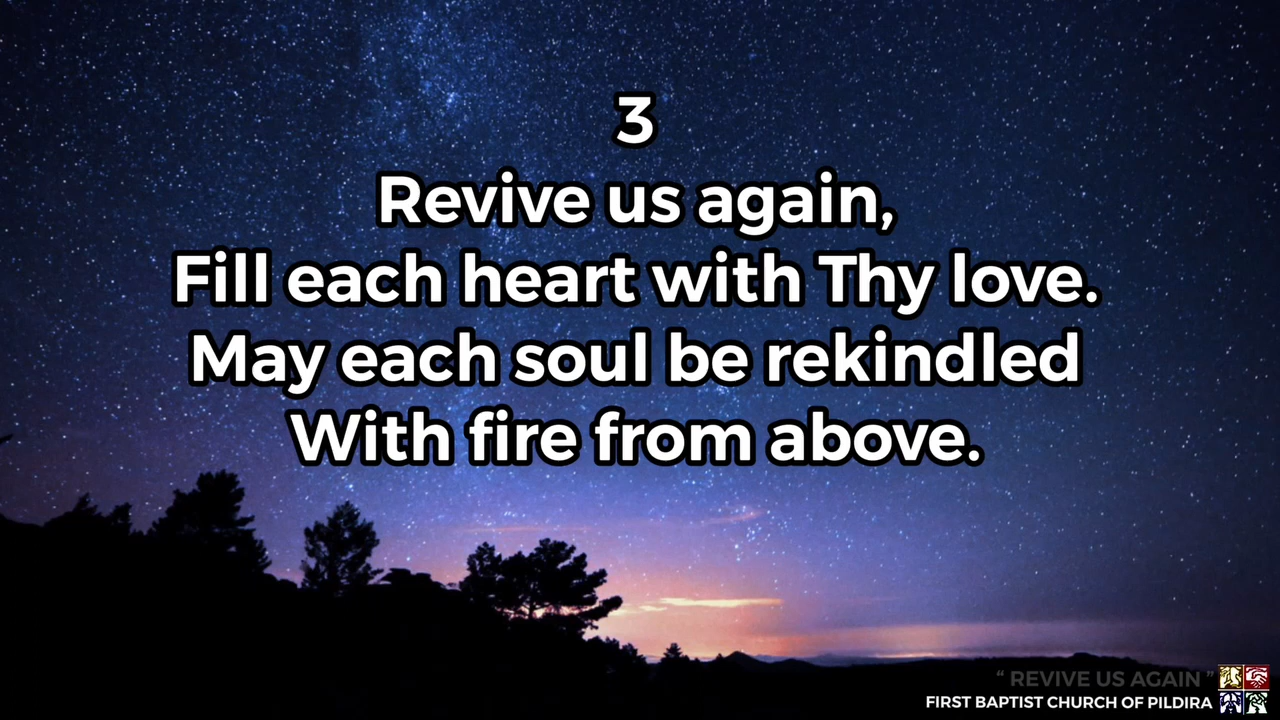 3
Revive us again,
Fill each heart with Thy love.
May each soul be rekindled
With fire from above.
“ REVIVE US AGAIN ”
FIRST BAPTIST CHURCH OF PILDIRA